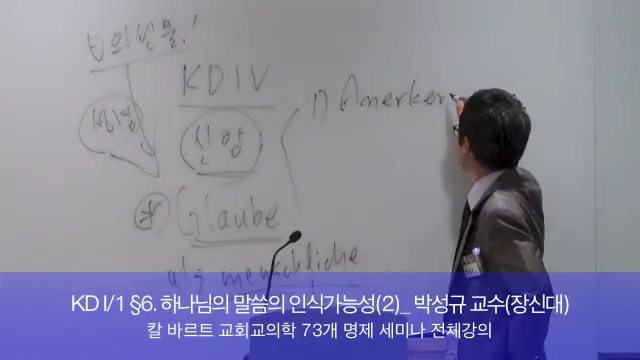 KD IV
1) Anerken
신앙
Glaube
als menschliche
KD I/1 §6. 하나님의 말씀의 인식가능성(2)_ 박성규 교수(장신대)
칼 바르트 교회교의학 73개 명제 세미나 전체강의